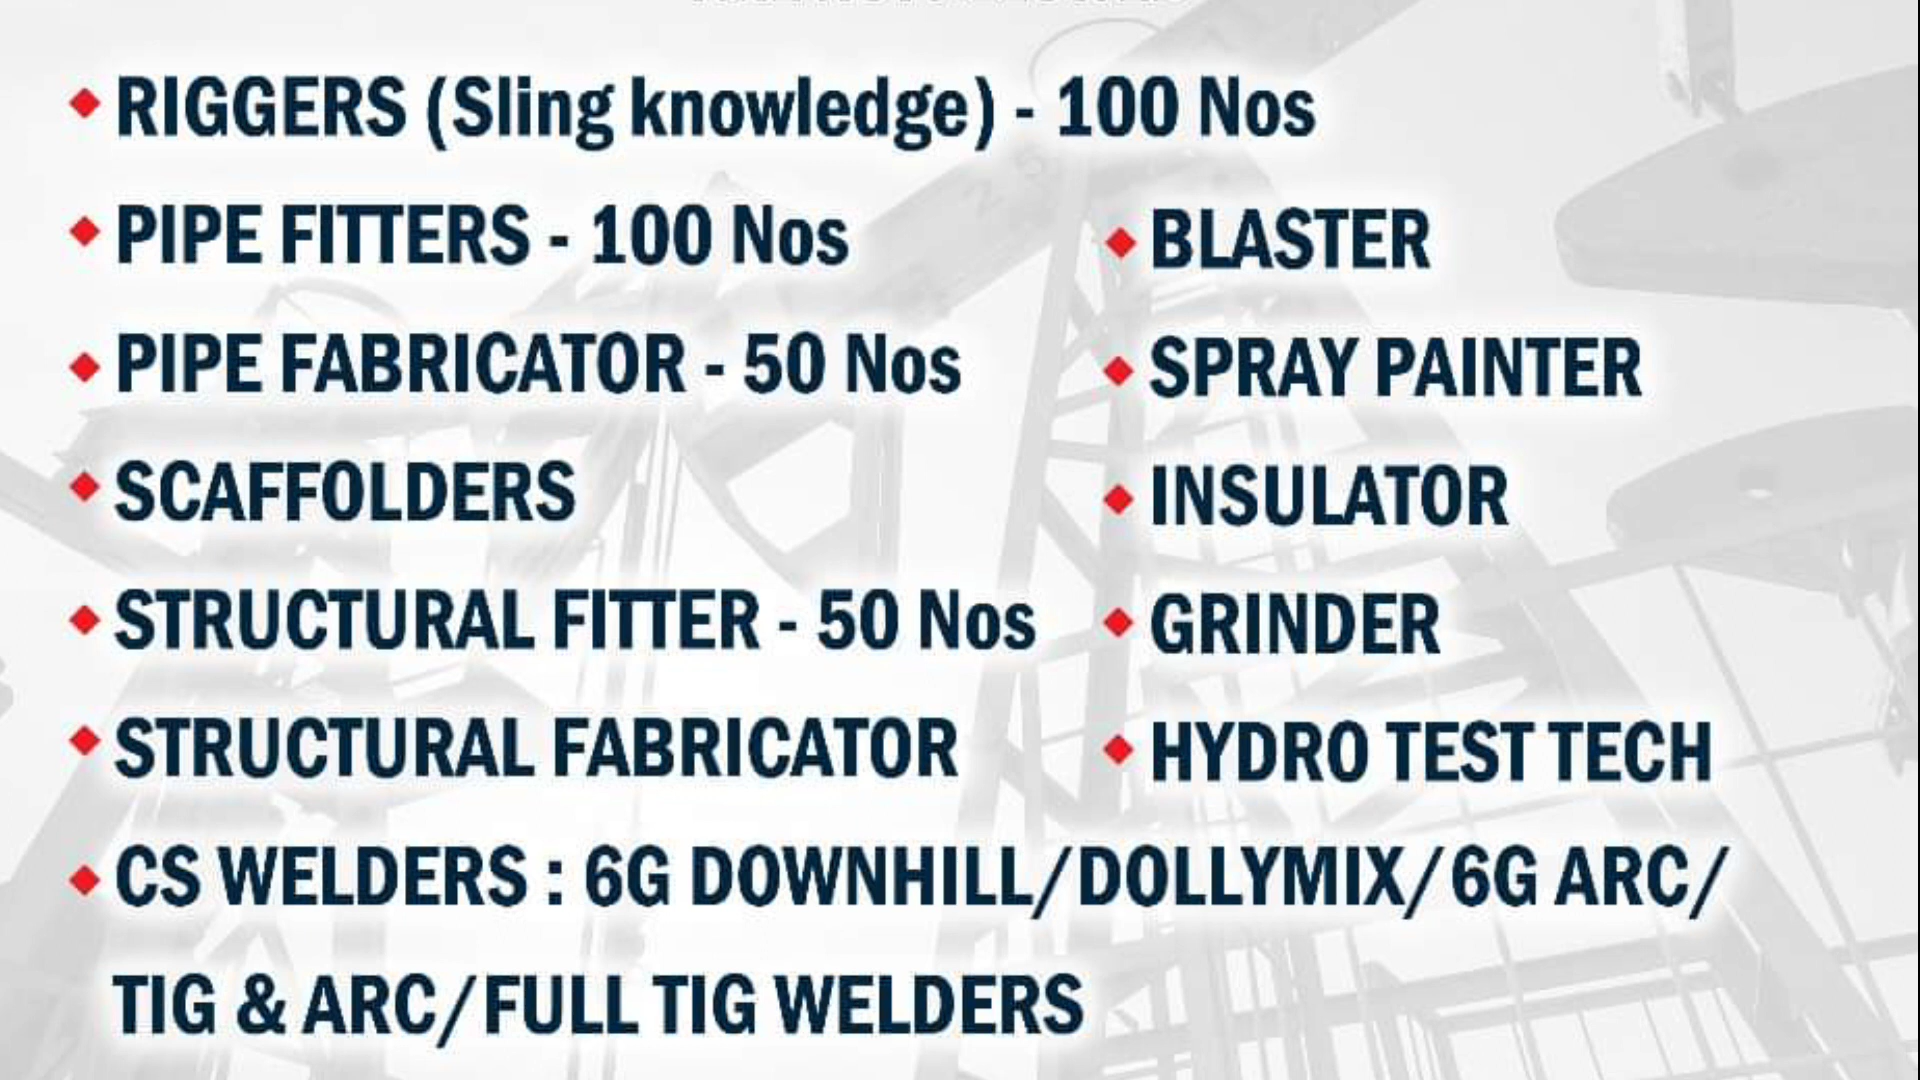 RIGGERS (Sling knowledge) - 100 Nos
PIPE FITTERS - 100 Nos
PIPE FABRICATOR - 50 Nos
SCAFFOLDERS
STRUCTURAL FITTER - 50 Nos
STRUCTURAL FABRICATOR
BLASTER
SPRAY PAINTER
INSULATOR
GRINDER
HYDRO TEST TECH
CS WELDERS : 6G DOWNHILL/DOLLYMIX/6G ARC/
TIG & ARC/FULL TIG WELDERS